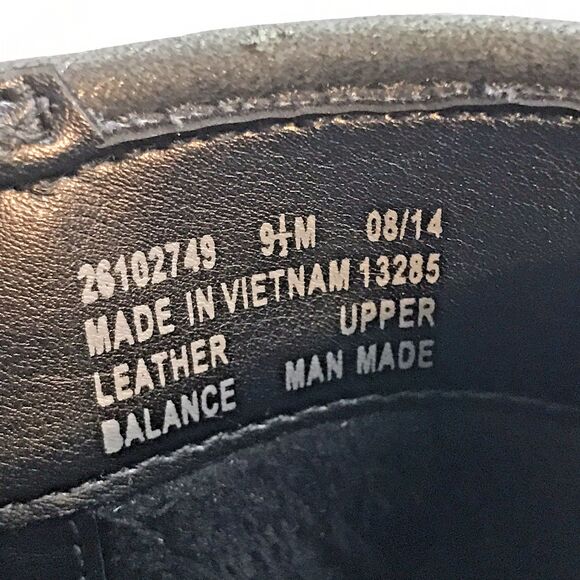 26102749 9½M 08/14
MADE IN VIETNAM 13285
LEATHER UPPER
BALANCE MAN MADE